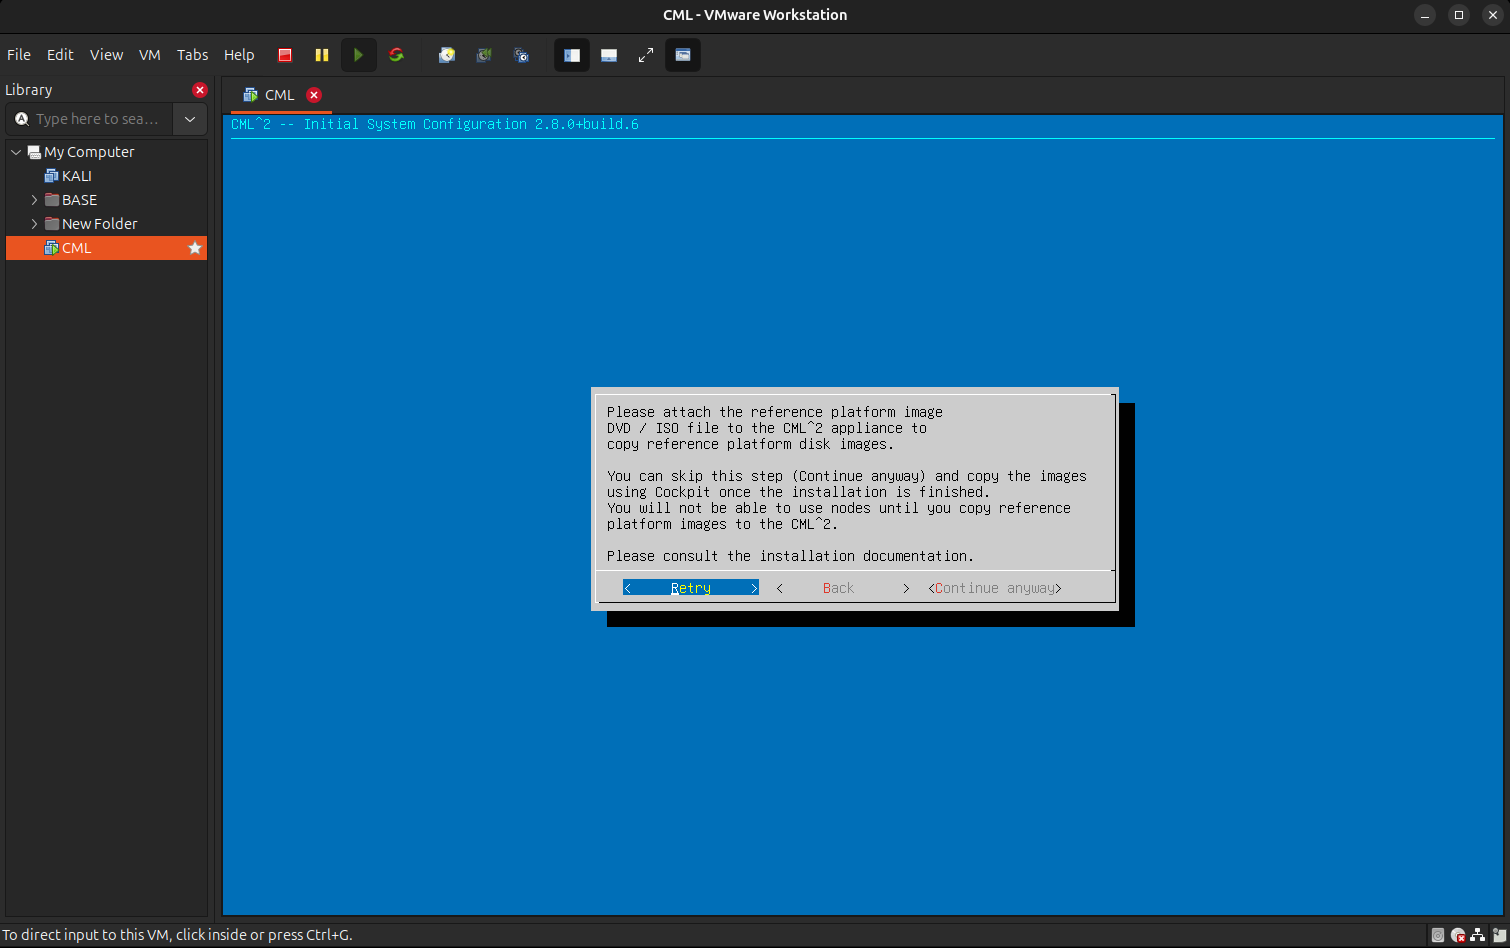 CML - VMware Workstation
File Edit View VM Tabs Help
Library
Type here to sea...
My Computer
KALI
BASE
New Folder
CML
CML
CML^2 -- Initial System Configuration 2.8.0+build.6
Please attach the reference platform image
DVD / ISO file to the CML^2 appliance to
copy reference platform disk images.
You can skip this step (Continue anyway) and copy the images
using Cockpit once the installation is finished.
You will not be able to use nodes until you copy reference
platform images to the CML^2.
Please consult the installation documentation.
< Retry > < Back > <Continue anyway>
To direct input to this VM, click inside or press Ctrl+G.